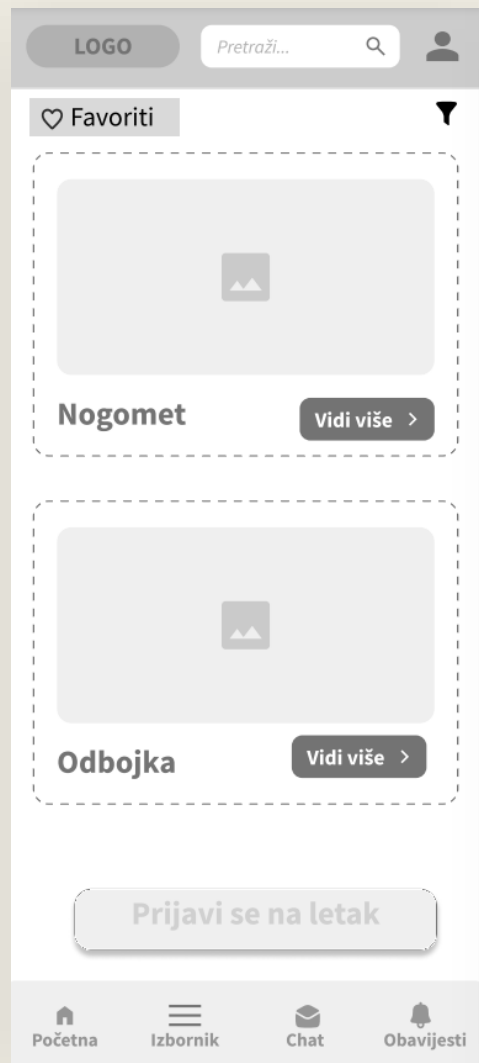 LOGO
Pretraži...
Favoriti
Nogomet
Vidi više
Odbojka
Vidi više
Prijavi se na letak
Početna
Izbornik
Chat
Obavijesti